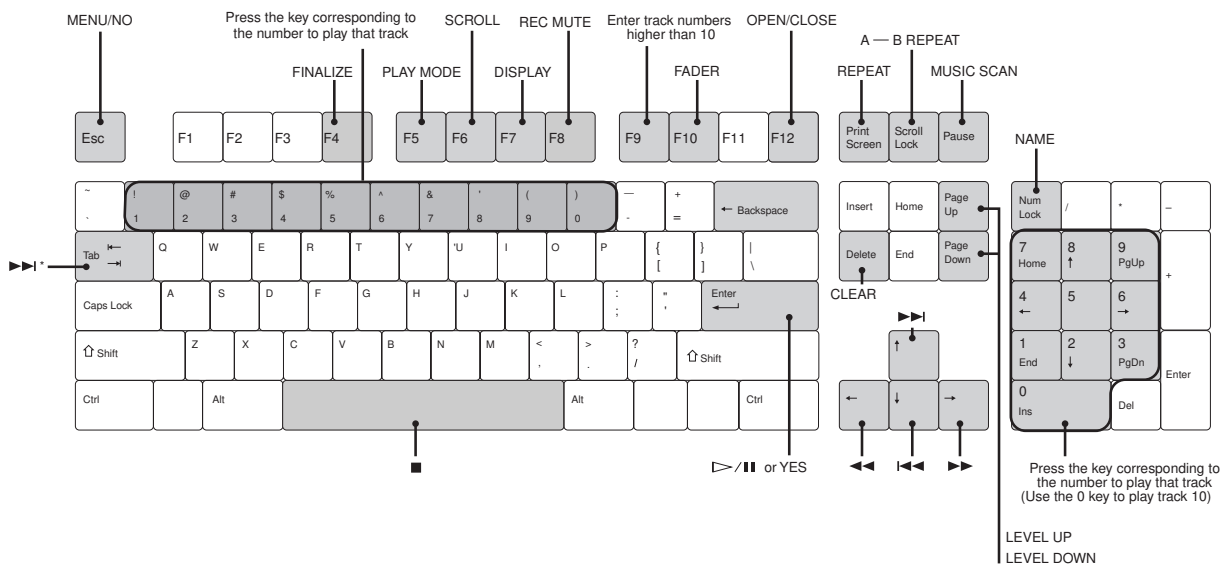 MENU/NO
Press the key corresponding to
the number to play that track
SCROLL
REC MUTE
Enter track numbers
higher than 10
OPEN/CLOSE
A — B REPEAT
FINALIZE
PLAY MODE
DISPLAY
FADER
REPEAT
MUSIC SCAN
Esc
F1
F2
F3
F4
F5
F6
F7
F8
F9
F10
F11
F12
Print
Screen
Scroll
Lock
Pause
NAME
~
`
! 1
@ 2
# 3
$ 4
% 5
^ 6
& 7
' 8
( 9
) 0
— -
+ =
← Backspace
Insert
Home
Page
Up
Num
Lock
/
*
–
▶▶I *
Tab
Q
W
E
R
T
Y
'U
I
O
P
{ [
} ]
| \
Delete
End
Page
Down
7
Home
8
↑
9
PgUp
+
CLEAR
Caps Lock
A
S
D
F
G
H
J
K
L
: ;
" '
Enter
4
←
5
6
→
▶▶I
⇧ Shift
Z
X
C
V
B
N
M
< ,
> .
? /
⇧ Shift
↑
1
End
2
↓
3
PgDn
Enter
Ctrl
Alt
Alt
Ctrl
←
↓
→
0
Ins
Del
■
▷/II or YES
◀◀
I◀◀
▶▶
Press the key corresponding to
the number to play that track
(Use the 0 key to play track 10)
LEVEL UP
LEVEL DOWN